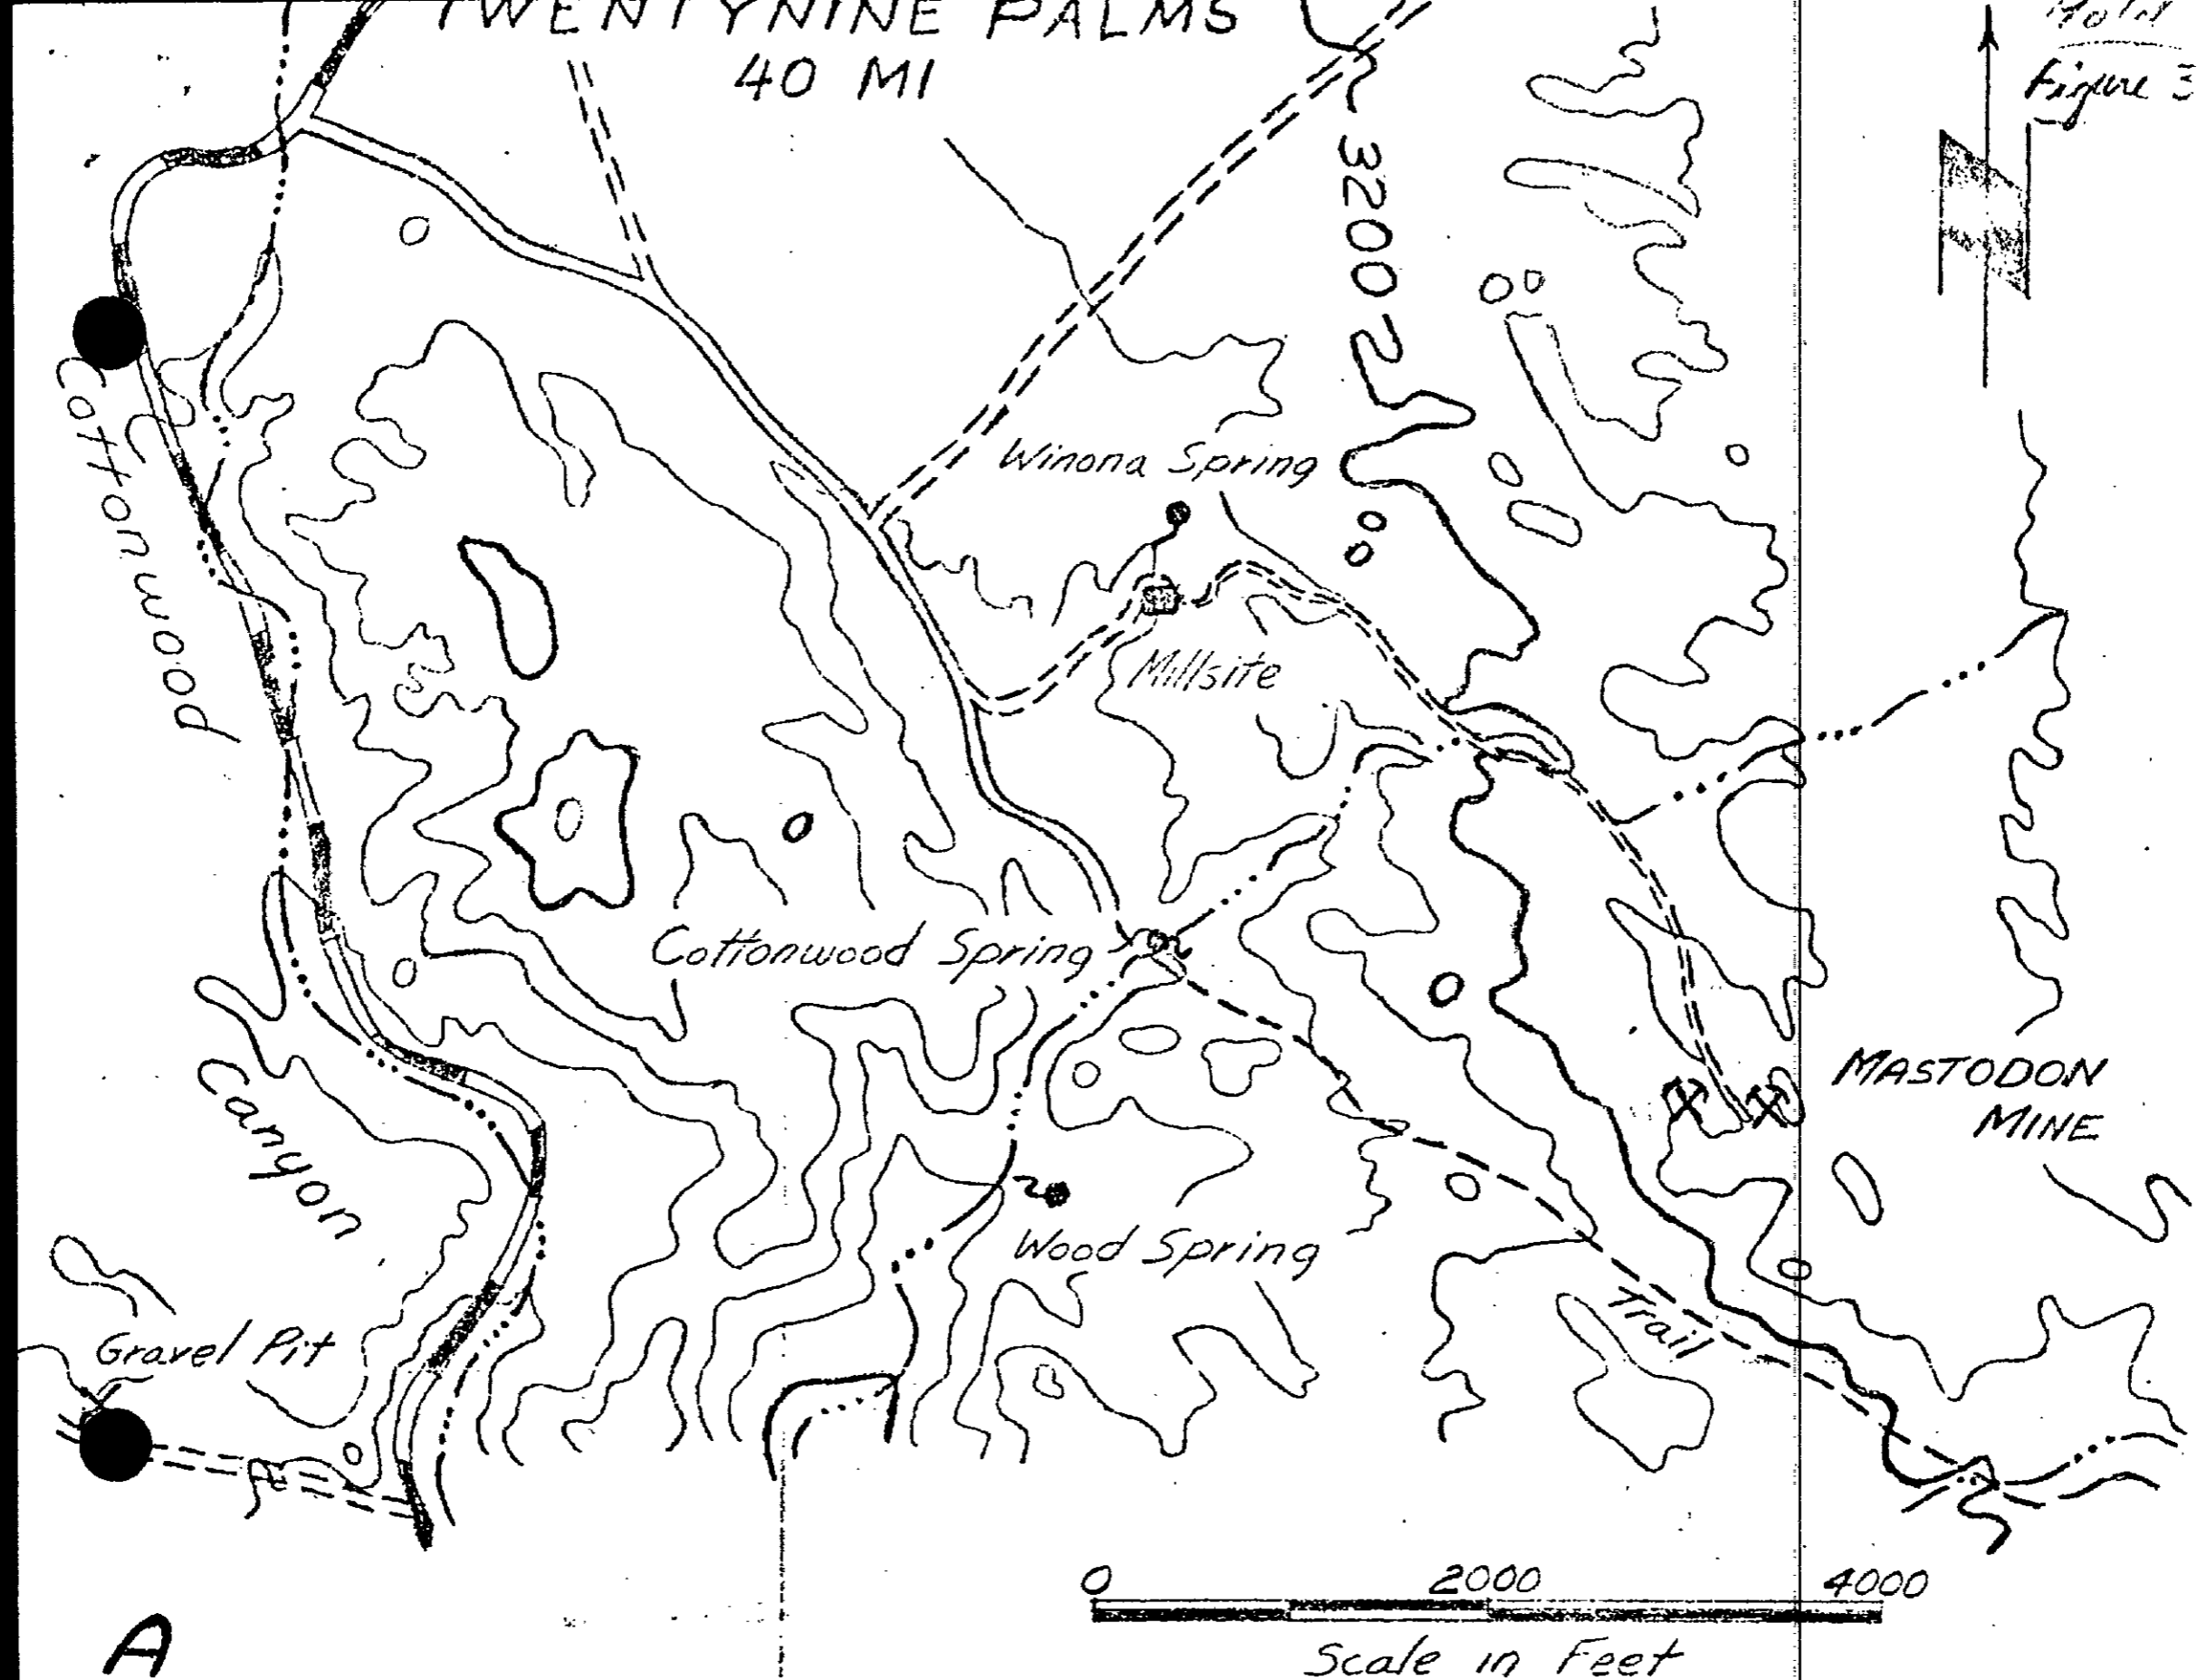 TWENTYNINE PALMS
40 MI
Figure 3
3200
Winona Spring
Cottonwood
Millsite
Cottonwood Spring
Canyon
MASTODON
MINE
Wood Spring
Trail
Gravel Pit
0 2000 4000
Scale in Feet
A